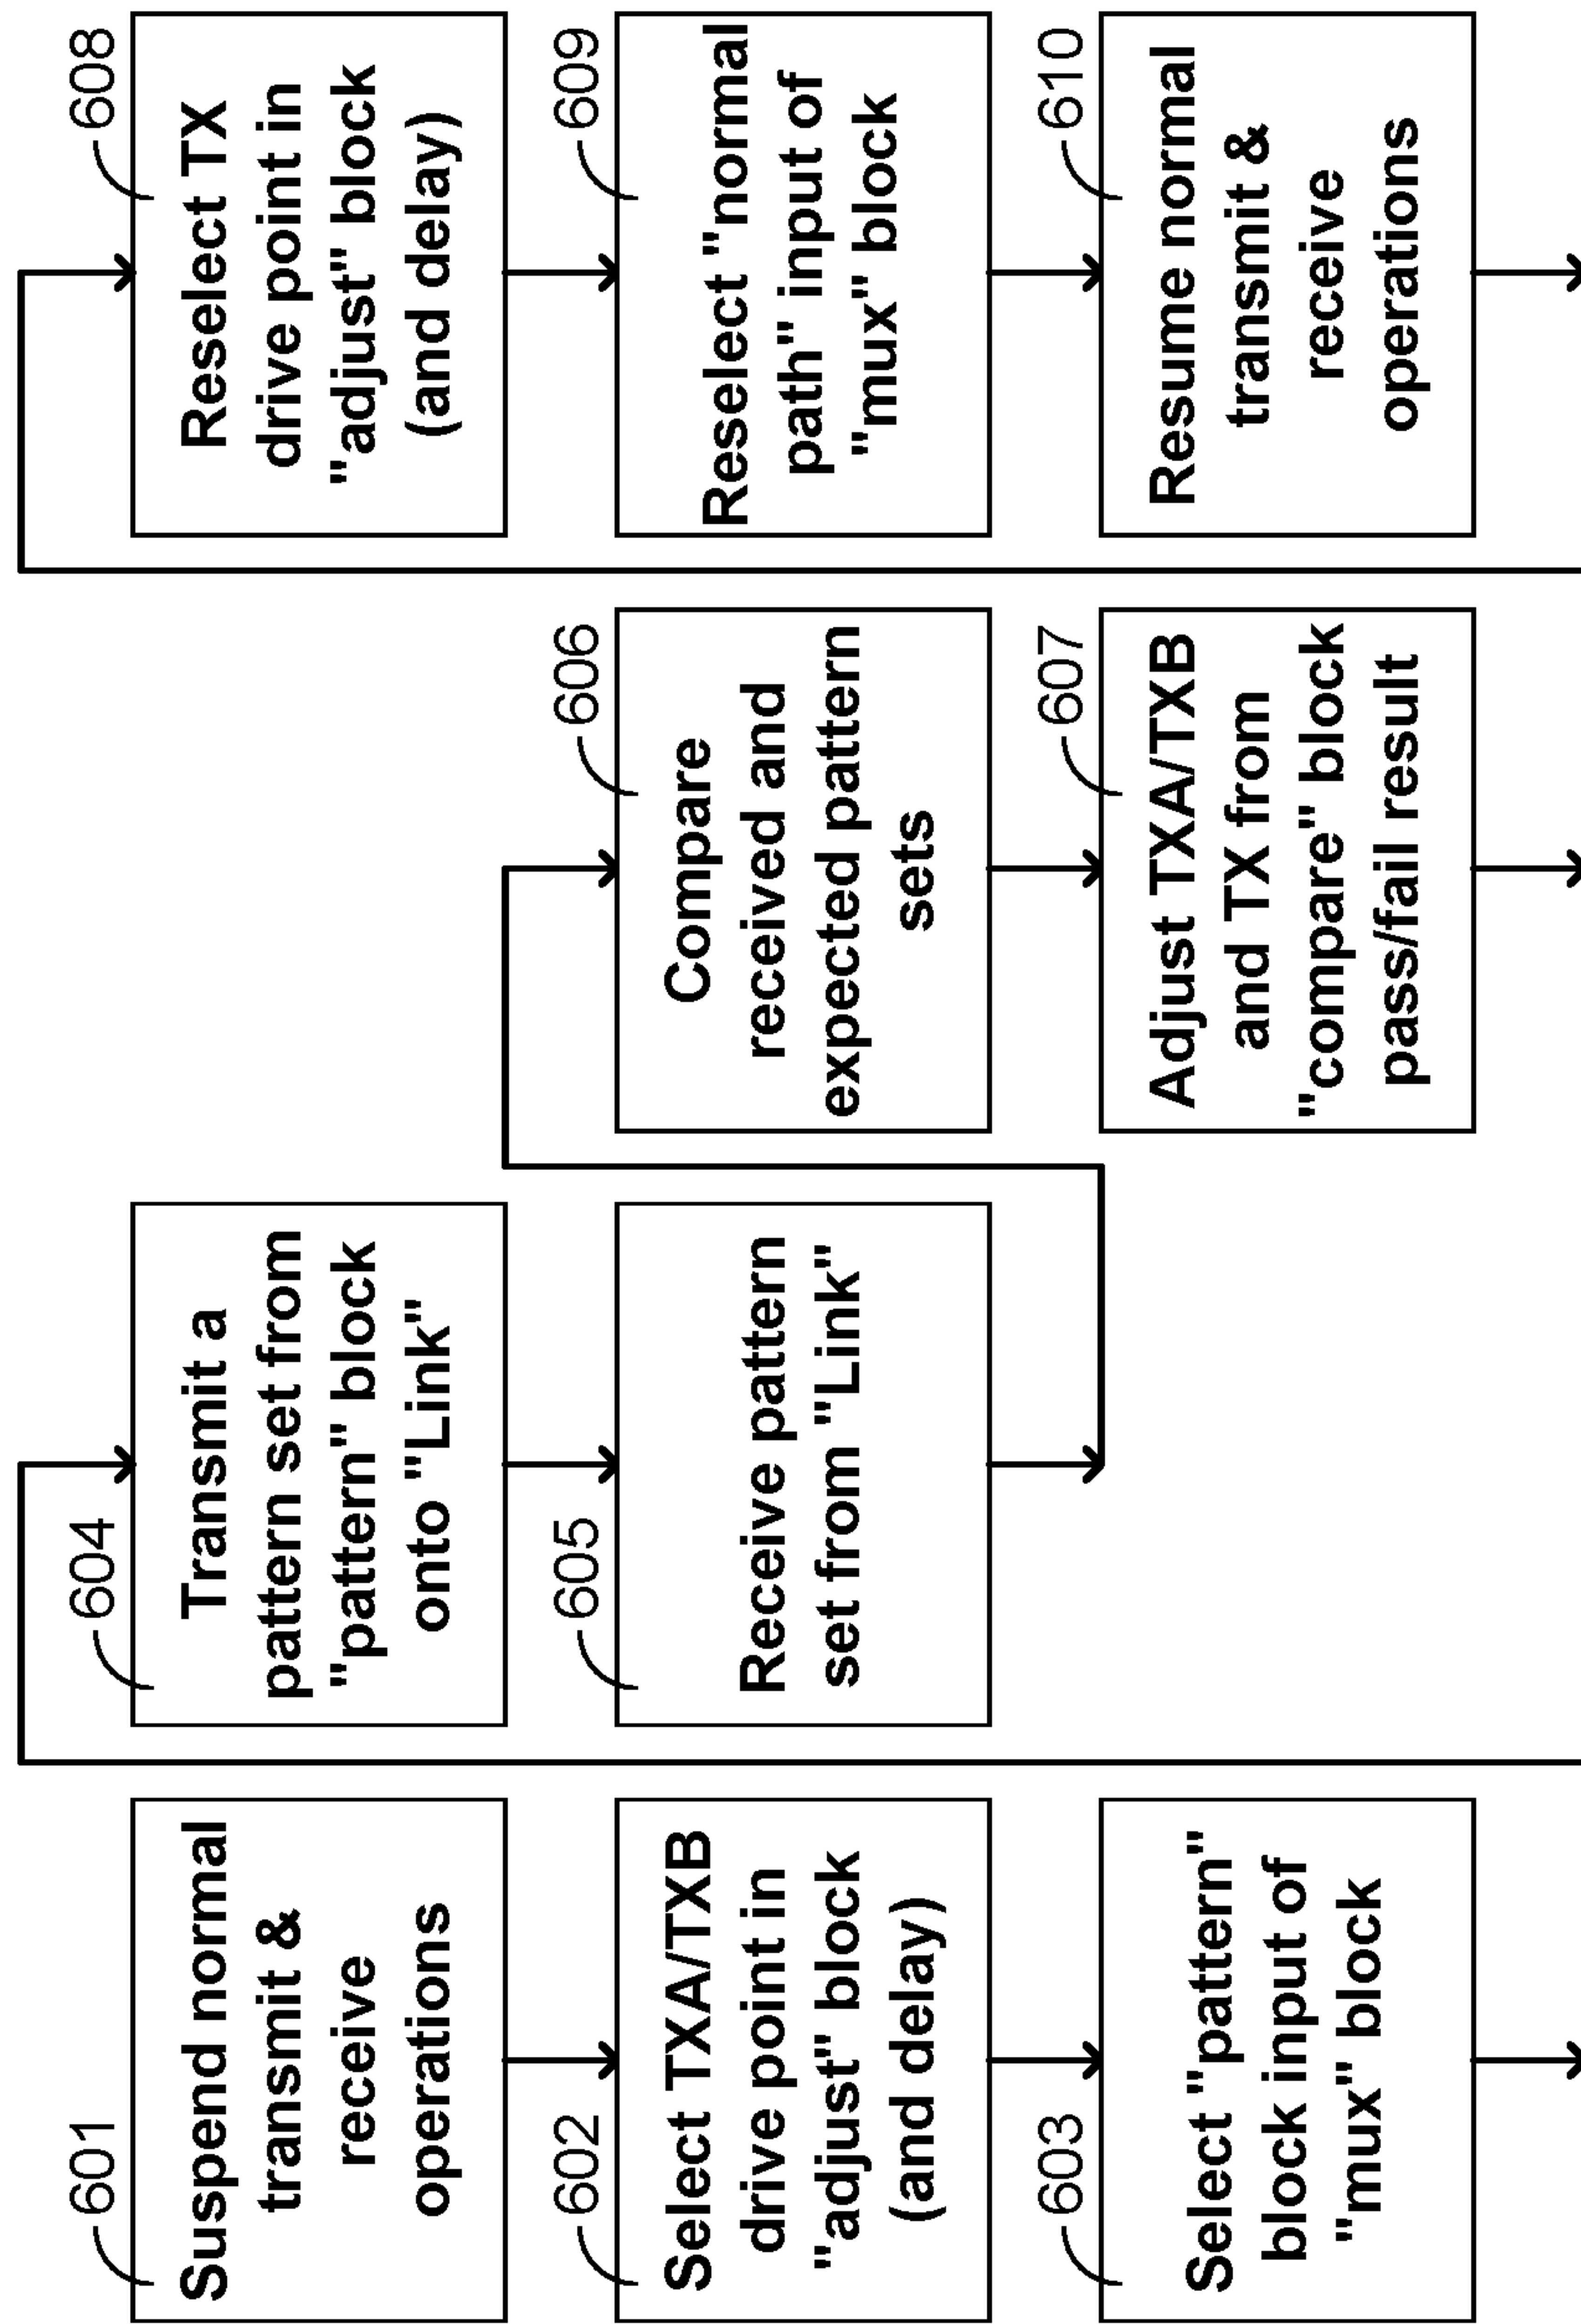 601
Suspend normal
transmit &
receive
operations
602
Select TXA/TXB
drive point in
"adjust" block
(and delay)
603
Select "pattern"
block input of
"mux" block
604
Transmit a
pattern set from
"pattern" block
onto "Link"
605
Receive pattern
set from "Link"
606
Compare
received and
expected pattern
sets
607
Adjust TXA/TXB
and TX from
"compare" block
pass/fail result
608
Reselect TX
drive point in
"adjust" block
(and delay)
609
Reselect "normal
path" input of
"mux" block
610
Resume normal
transmit &
receive
operations